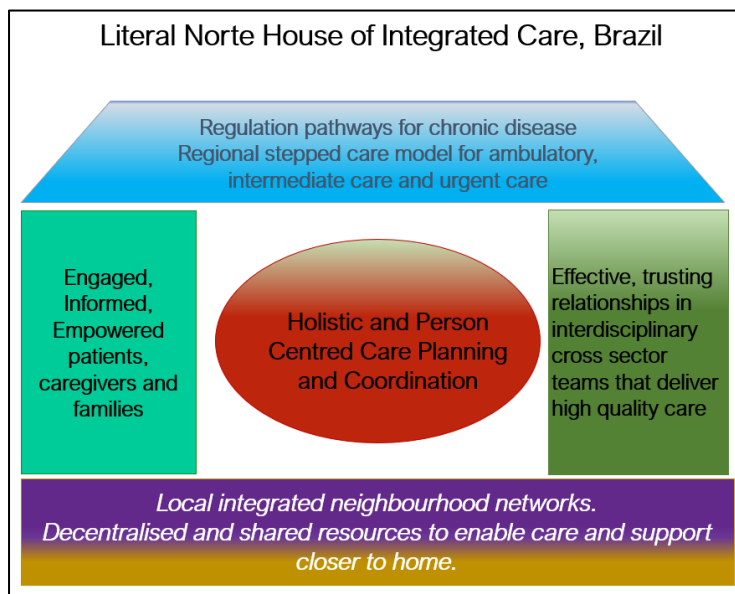 Literal Norte House of Integrated Care, Brazil
Regulation pathways for chronic disease
Regional stepped care model for ambulatory,
intermediate care and urgent care
Engaged,
Informed,
Empowered
patients,
caregivers and
families
Holistic and Person
Centred Care Planning
and Coordination
Effective, trusting
relationships in
interdisciplinary
cross sector
teams that deliver
high quality care
Local integrated neighbourhood networks.
Decentralised and shared resources to enable care and support
closer to home.